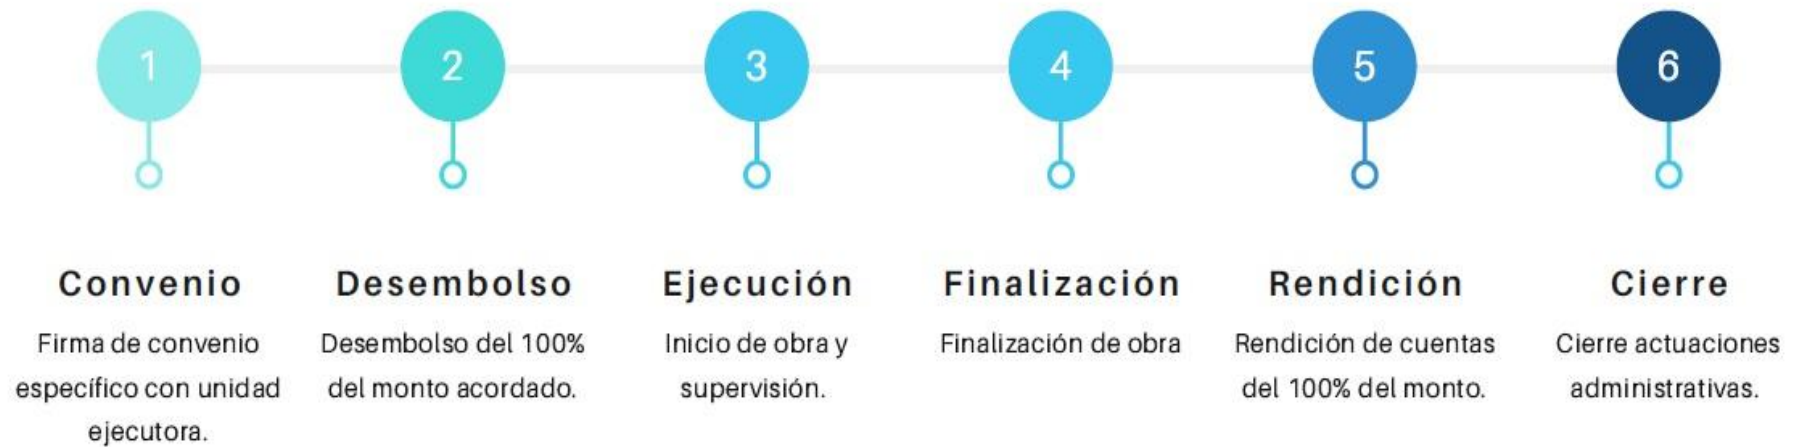 1
2
3
4
5
6
Convenio
Firma de convenio
específico con unidad
ejecutora.
Desembolso
Desembolso del 100%
del monto acordado.
Ejecución
Inicio de obra y
supervisión.
Finalización
Finalización de obra
Rendición
Rendición de cuentas
del 100% del monto.
Cierre
Cierre actuaciones
administrativas.